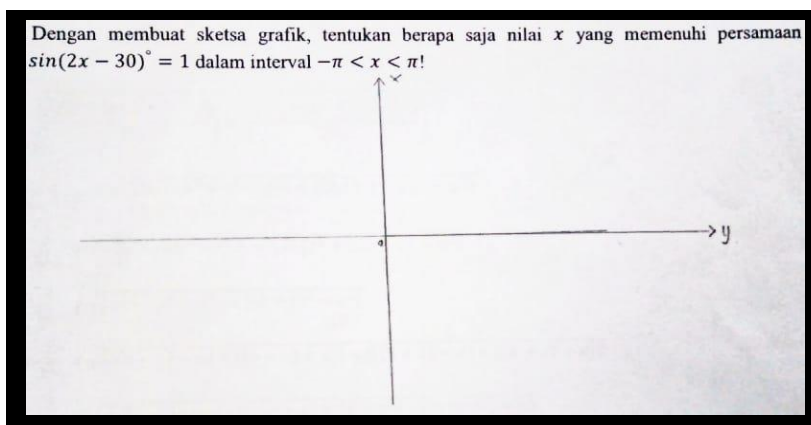 Dengan membuat sketsa grafik, tentukan berapa saja nilai x yang memenuhi persamaan
sin(2x − 30)° = 1 dalam interval −π < x < π!
x
y
0